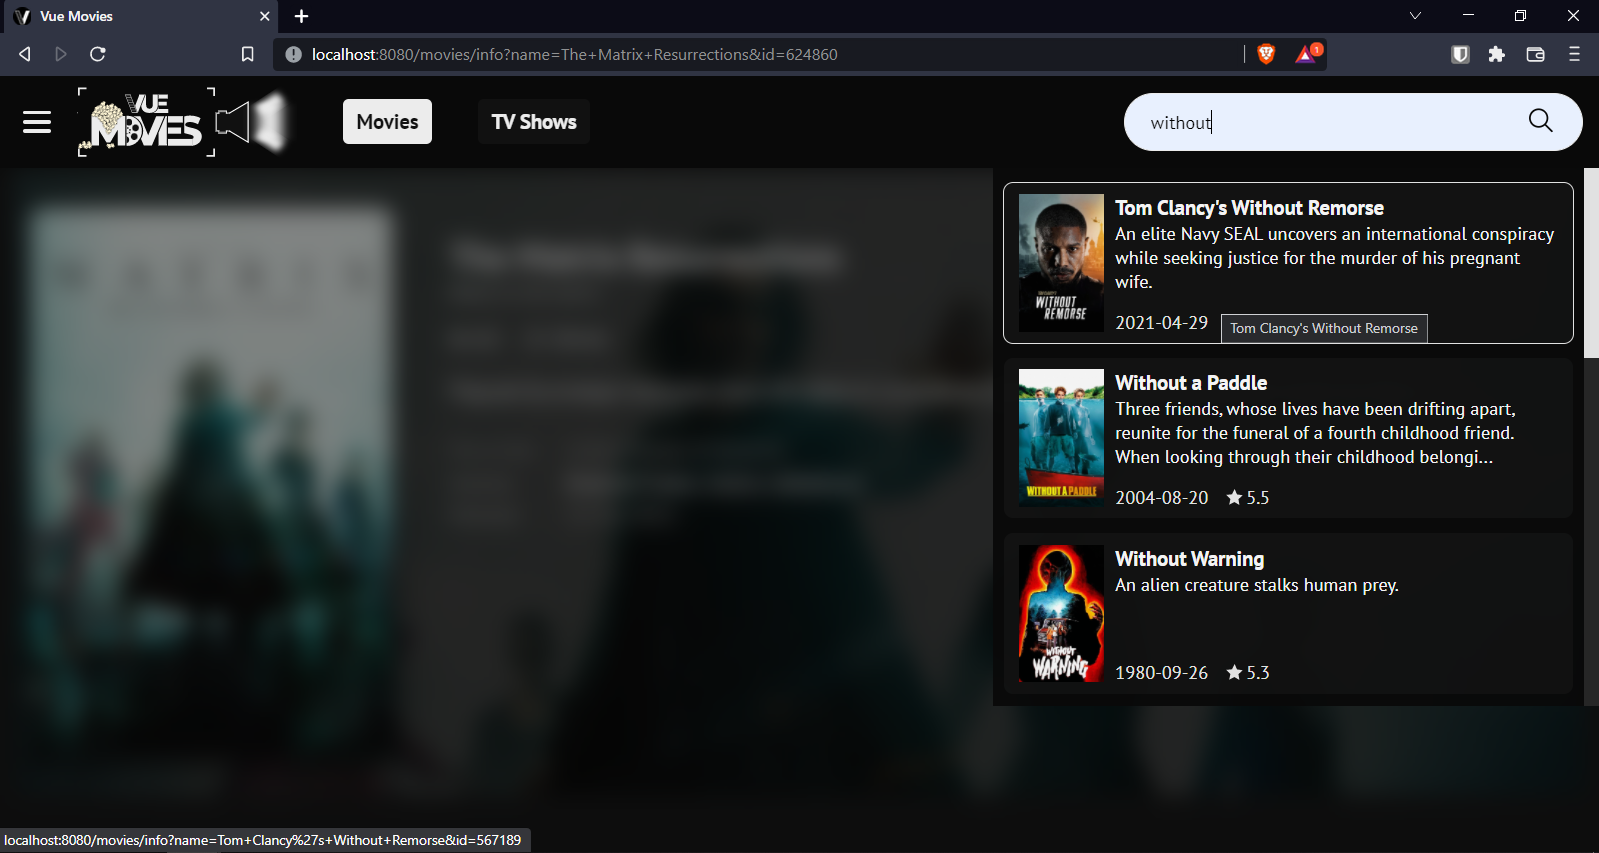 Vue Movies
localhost:8080/movies/info?name=The+Matrix+Resurrections&id=624860
1
VUE
MOVIES
Movies
TV Shows
without
Tom Clancy's Without Remorse
An elite Navy SEAL uncovers an international conspiracy
while seeking justice for the murder of his pregnant
wife.
2021-04-29
Tom Clancy's Without Remorse
TOM CLANCY'S
WITHOUT
REMORSE
Without a Paddle
Three friends, whose lives have been drifting apart,
reunite for the funeral of a fourth childhood friend.
When looking through their childhood belongi...
2004-08-20 ★ 5.5
WITHOUT A PADDLE
Without Warning
An alien creature stalks human prey.
1980-09-26 ★ 5.3
WITHOUT
WARNING
localhost:8080/movies/info?name=Tom+Clancy%27s+Without+Remorse&id=567189